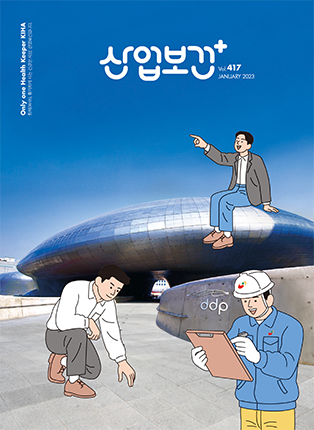 Only one Health Keeper KIHA
산업보건+
Vol. 417
JANUARY 2023
ddp